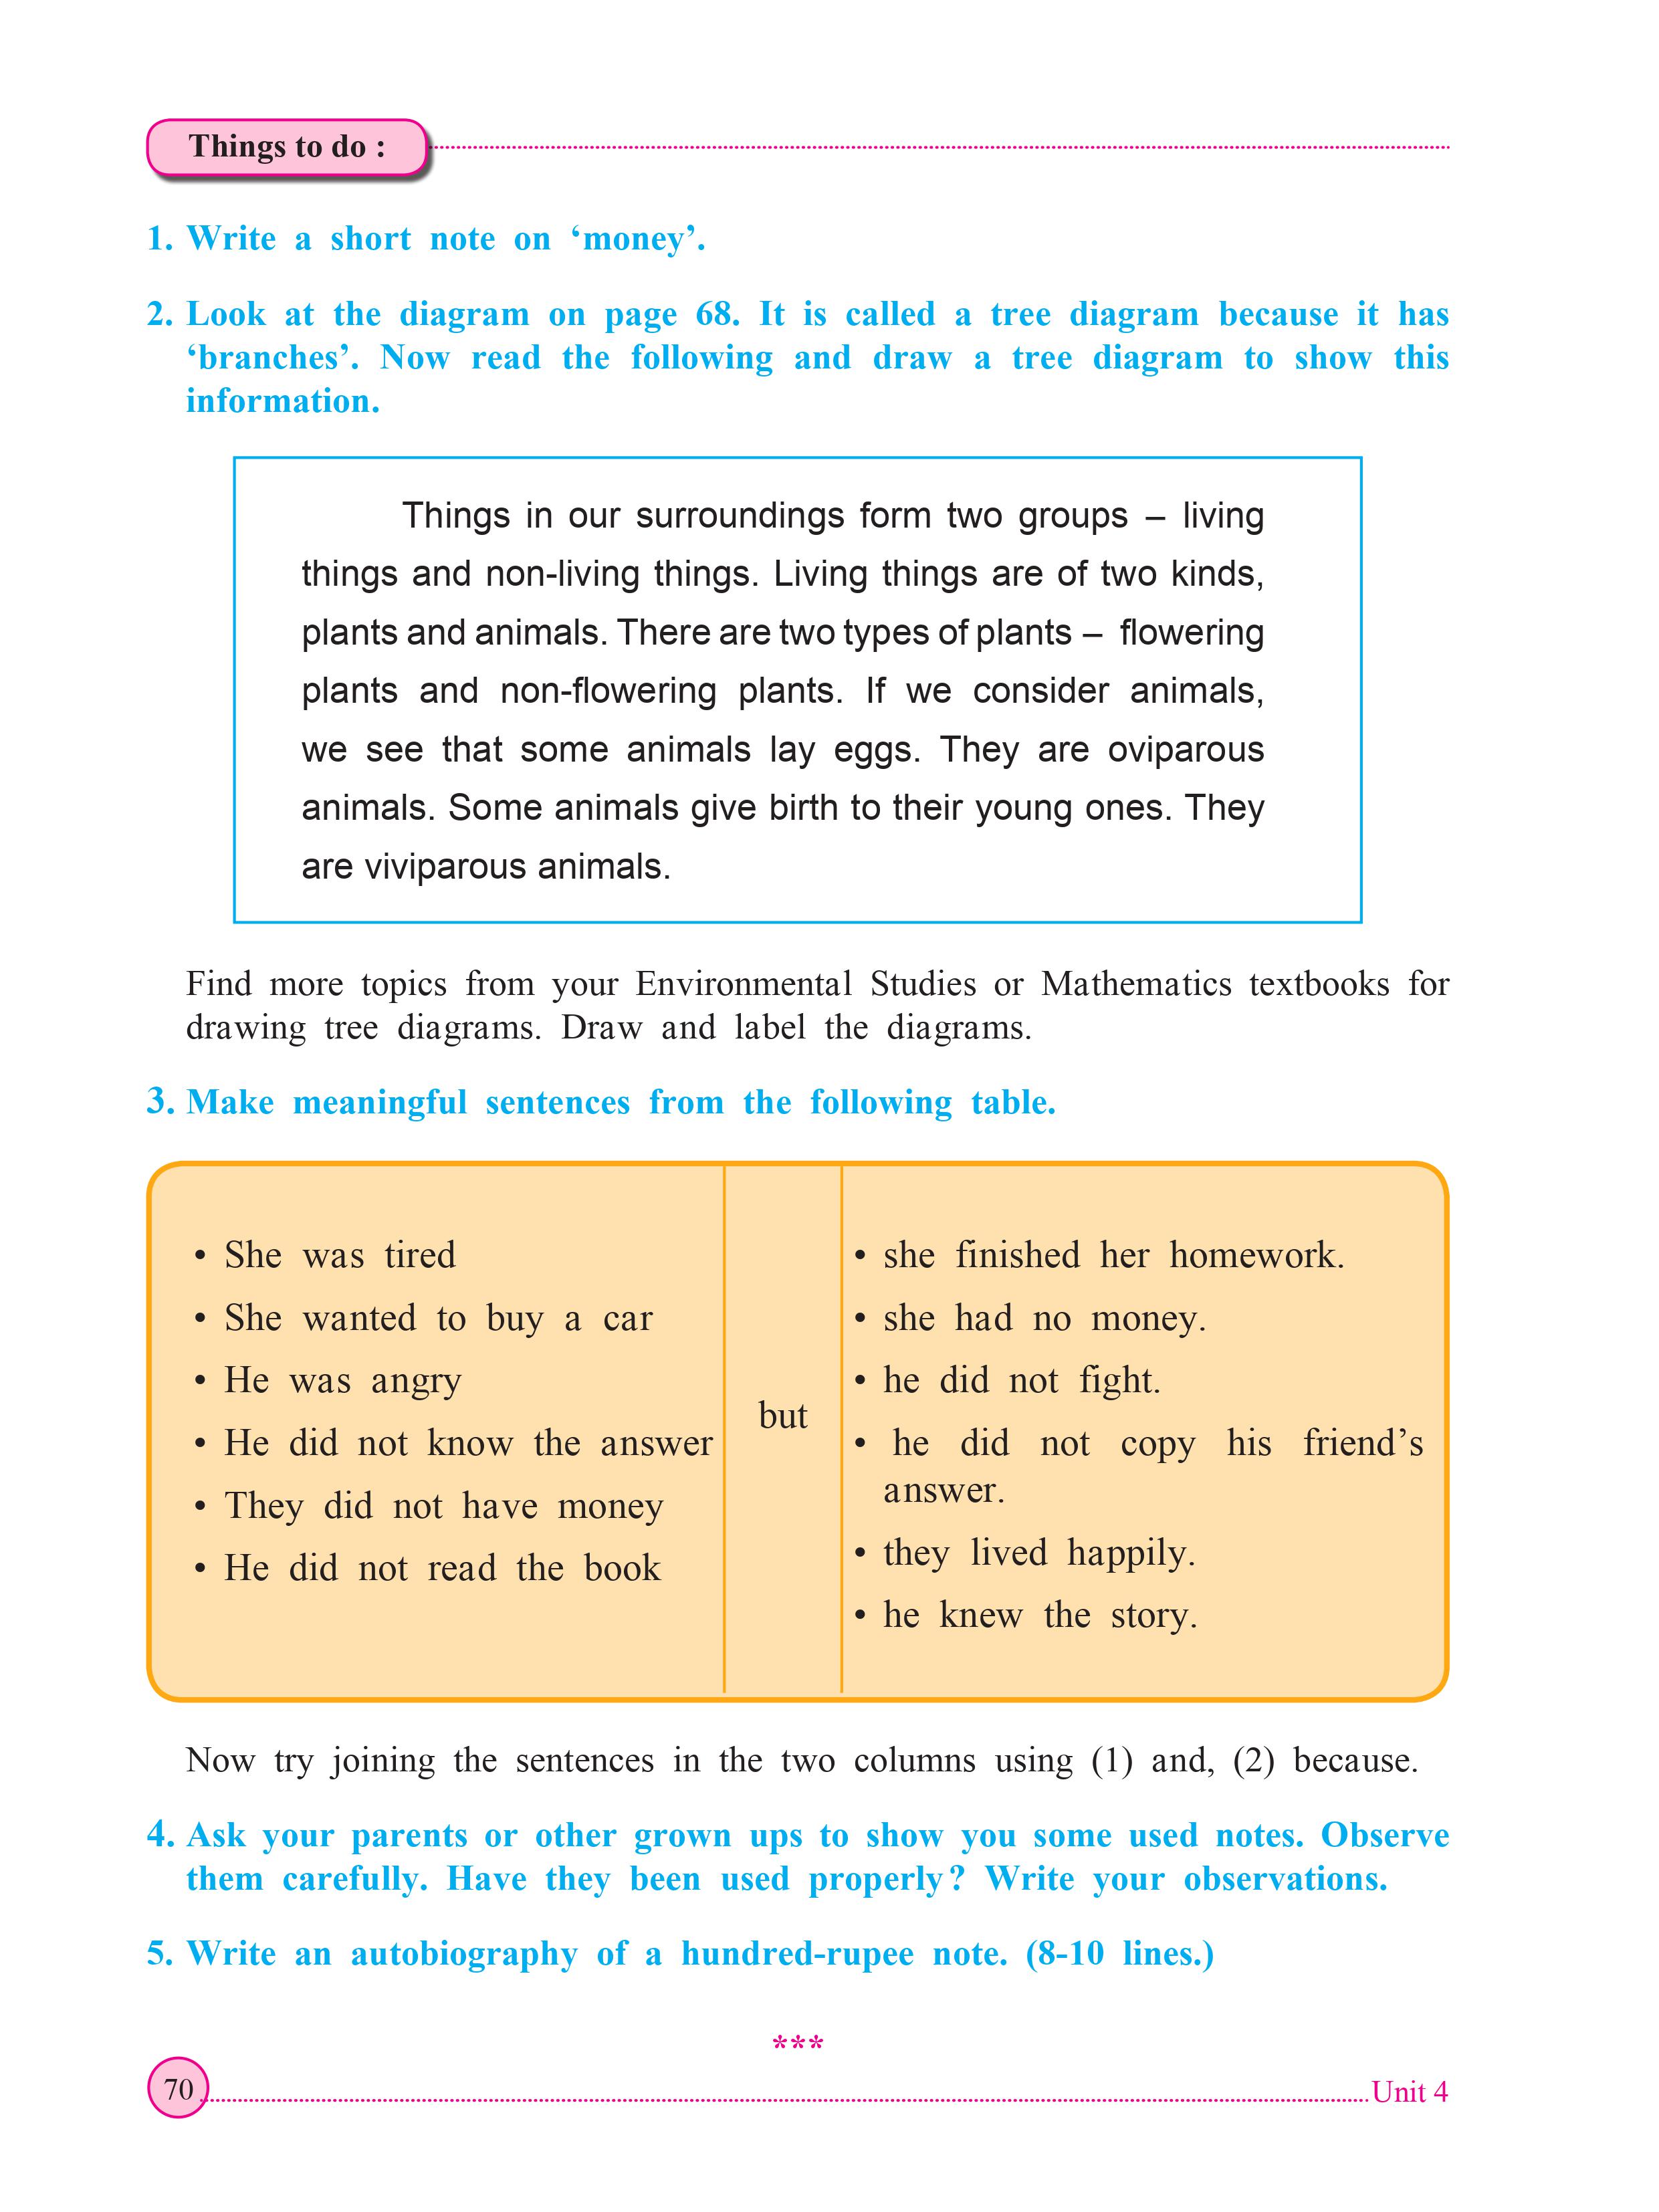 Things to do :
1. Write a short note on ‘money’.
2. Look at the diagram on page 68. It is called a tree diagram because it has
‘branches’. Now read the following and draw a tree diagram to show this
information.
Things in our surroundings form two groups – living
things and non-living things. Living things are of two kinds,
plants and animals. There are two types of plants – flowering
plants and non-flowering plants. If we consider animals,
we see that some animals lay eggs. They are oviparous
animals. Some animals give birth to their young ones. They
are viviparous animals.
Find more topics from your Environmental Studies or Mathematics textbooks for
drawing tree diagrams. Draw and label the diagrams.
3. Make meaningful sentences from the following table.
• She was tired
• She wanted to buy a car
• He was angry
• He did not know the answer
• They did not have money
• He did not read the book
but
• she finished her homework.
• she had no money.
• he did not fight.
• he did not copy his friend’s
answer.
• they lived happily.
• he knew the story.
Now try joining the sentences in the two columns using (1) and, (2) because.
4. Ask your parents or other grown ups to show you some used notes. Observe
them carefully. Have they been used properly? Write your observations.
5. Write an autobiography of a hundred-rupee note. (8-10 lines.)
***
70 Unit 4